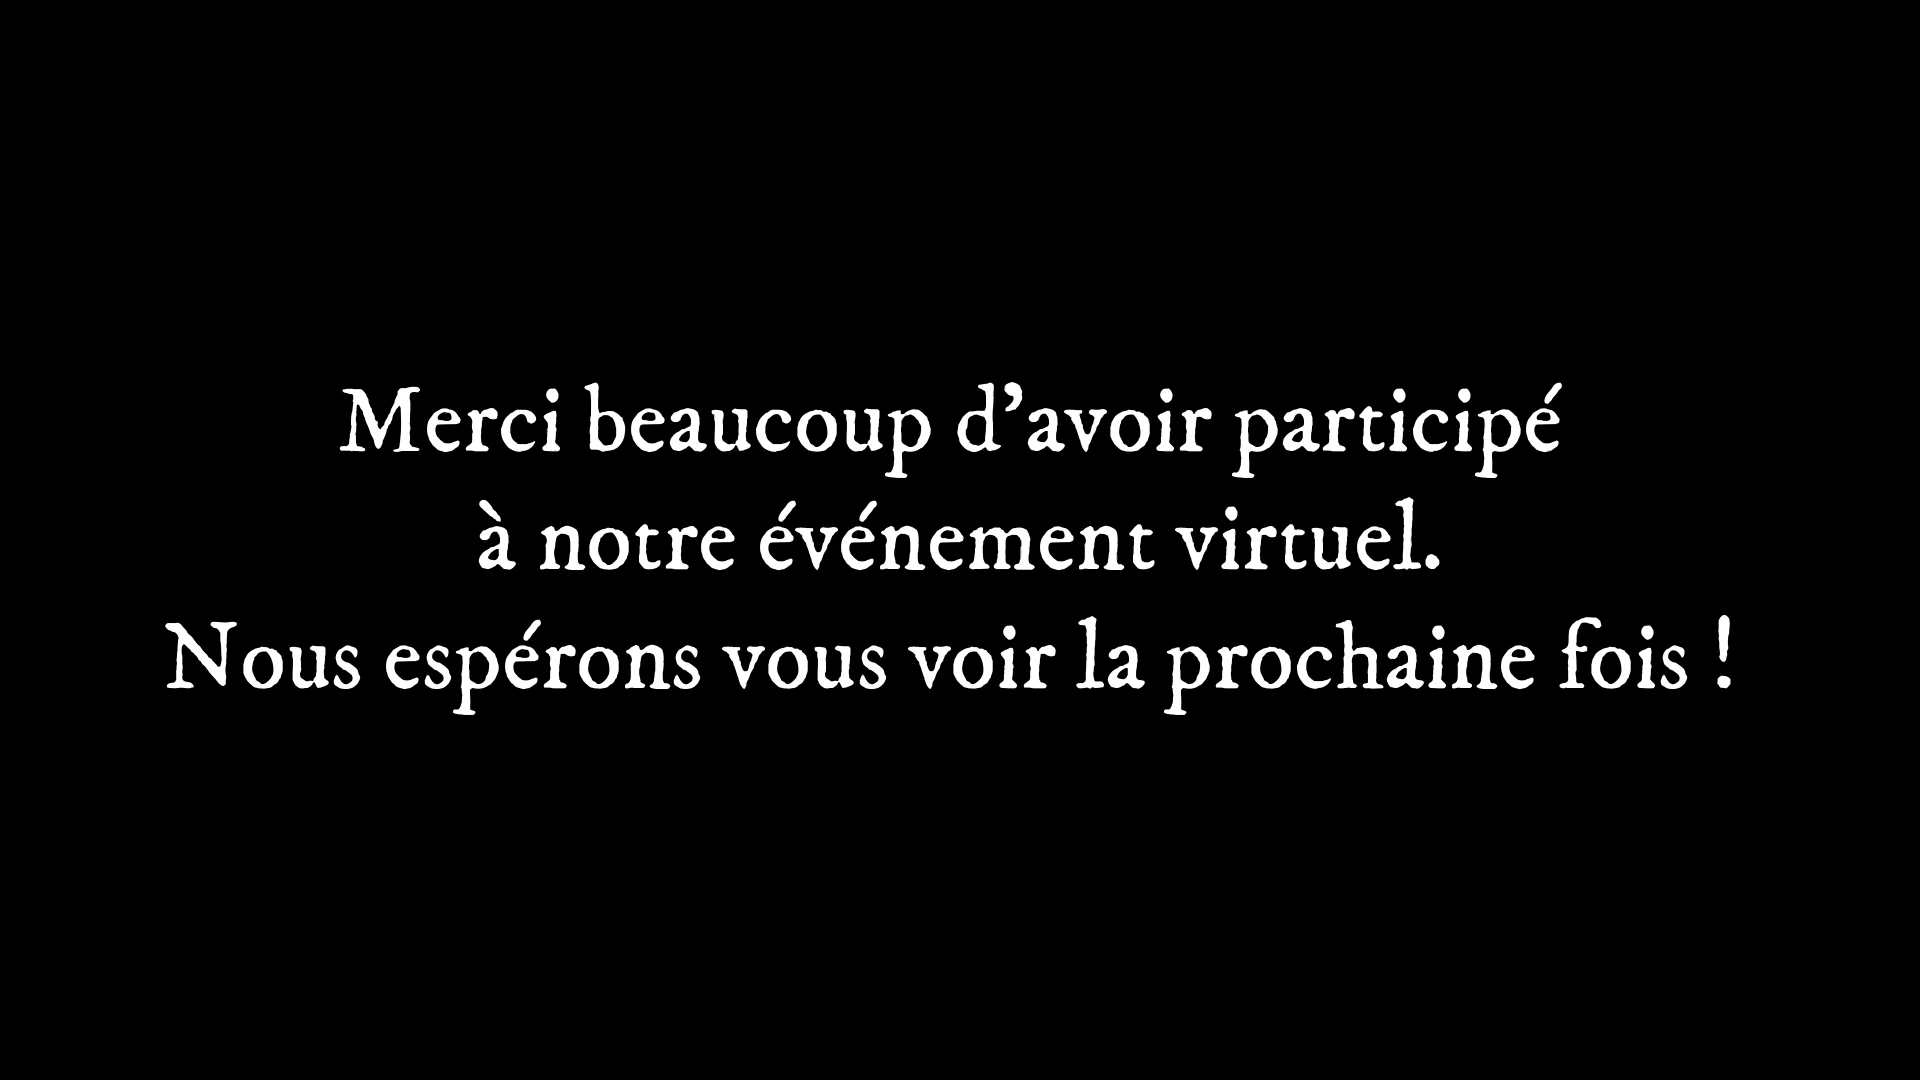 Merci beaucoup d’avoir participé
à notre événement virtuel.
Nous espérons vous voir la prochaine fois !